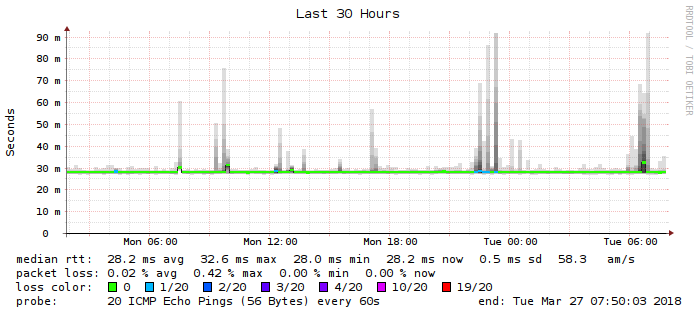 Last 30 Hours
RRDTOOL / TOBI OETIKER
Seconds
90 m
80 m
70 m
60 m
50 m
40 m
30 m
20 m
10 m
0
Mon 06:00 Mon 12:00 Mon 18:00 Tue 00:00 Tue 06:00
median rtt: 28.2 ms avg 32.6 ms max 28.0 ms min 28.2 ms now 0.5 ms sd 58.3 am/s
packet loss: 0.02 % avg 0.42 % max 0.00 % min 0.00 % now
loss color: 0 1/20 2/20 3/20 4/20 10/20 19/20
probe: 20 ICMP Echo Pings (56 Bytes) every 60s end: Tue Mar 27 07:50:03 2018